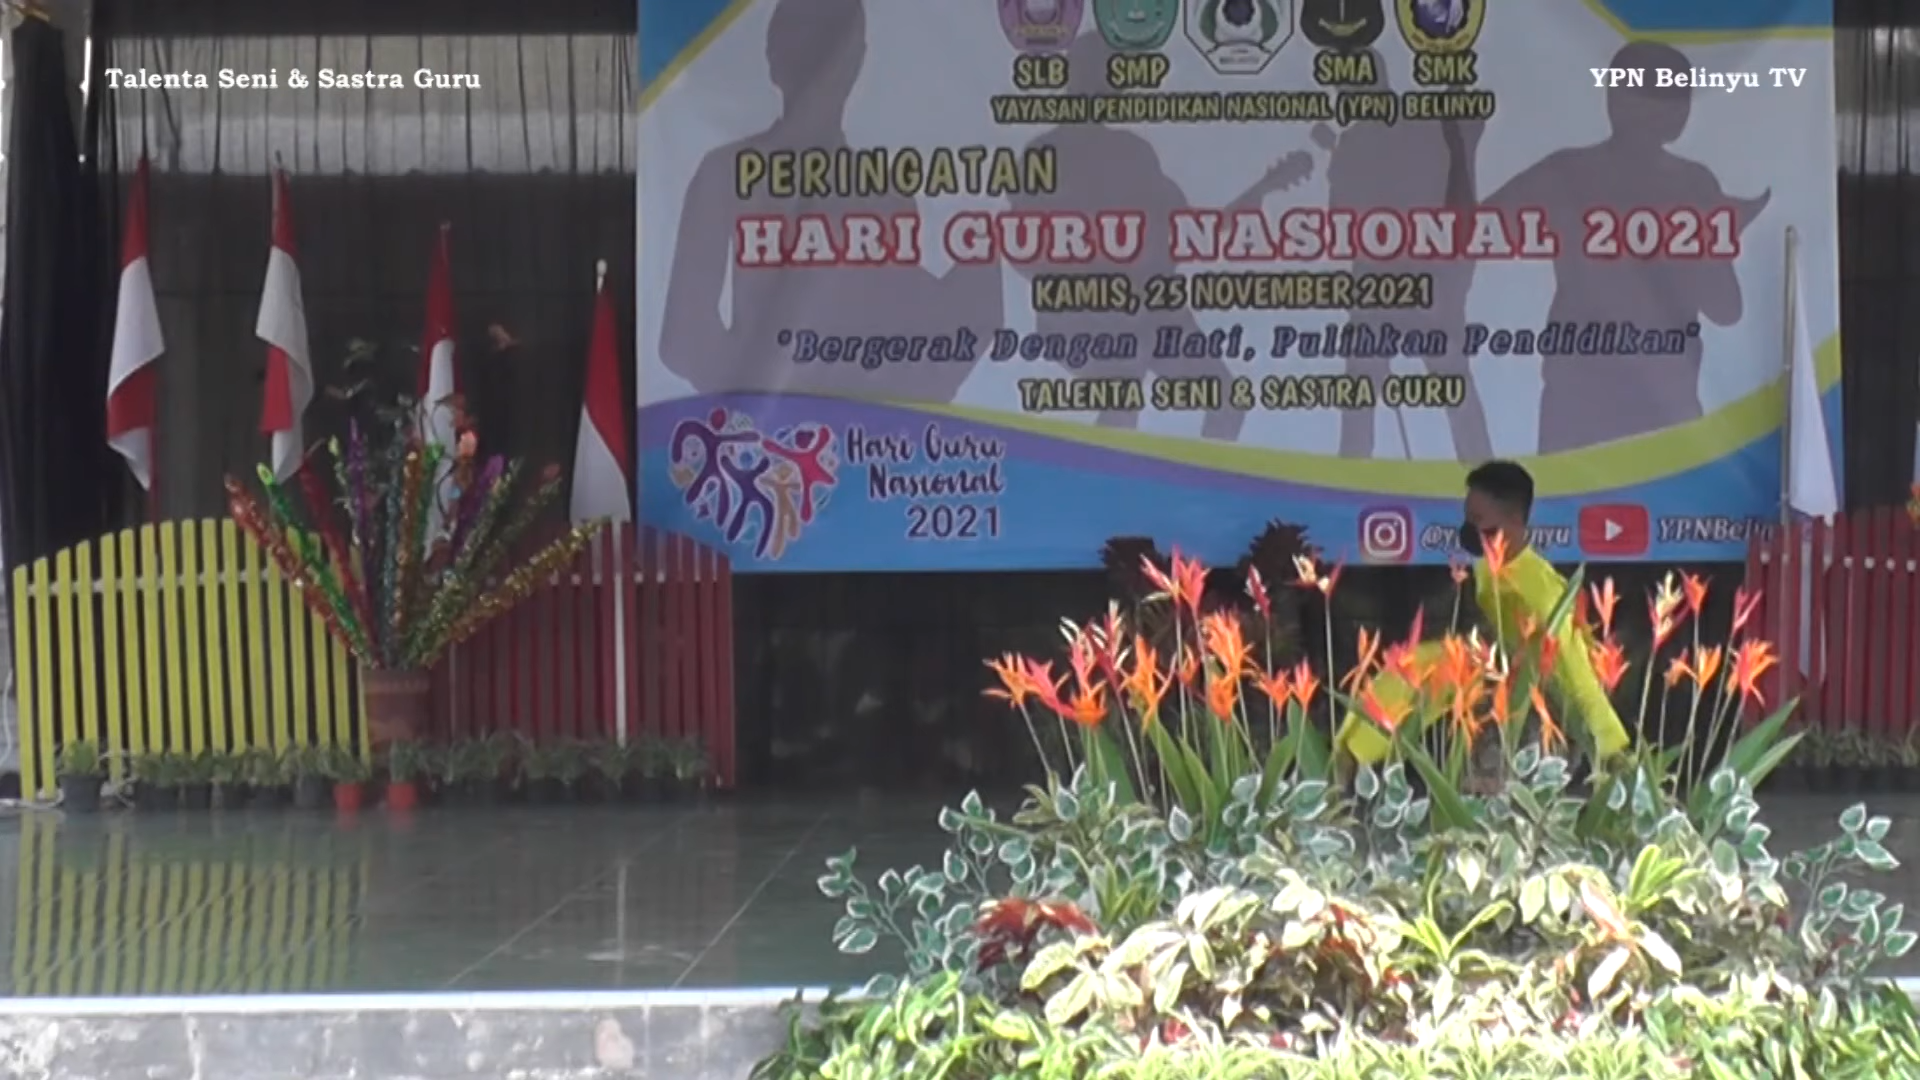 Talenta Seni & Sastra Guru
YPN Belinyu TV
SLB SMP SMA SMK
YAYASAN PENDIDIKAN NASIONAL (YPN) BELINYU
PERINGATAN
HARI GURU NASIONAL 2021
KAMIS, 25 NOVEMBER 2021
"Bergerak Dengan Hati, Pulihkan Pendidikan"
TALENTA SENI & SASTRA GURU
Hari Guru
Nasional
2021